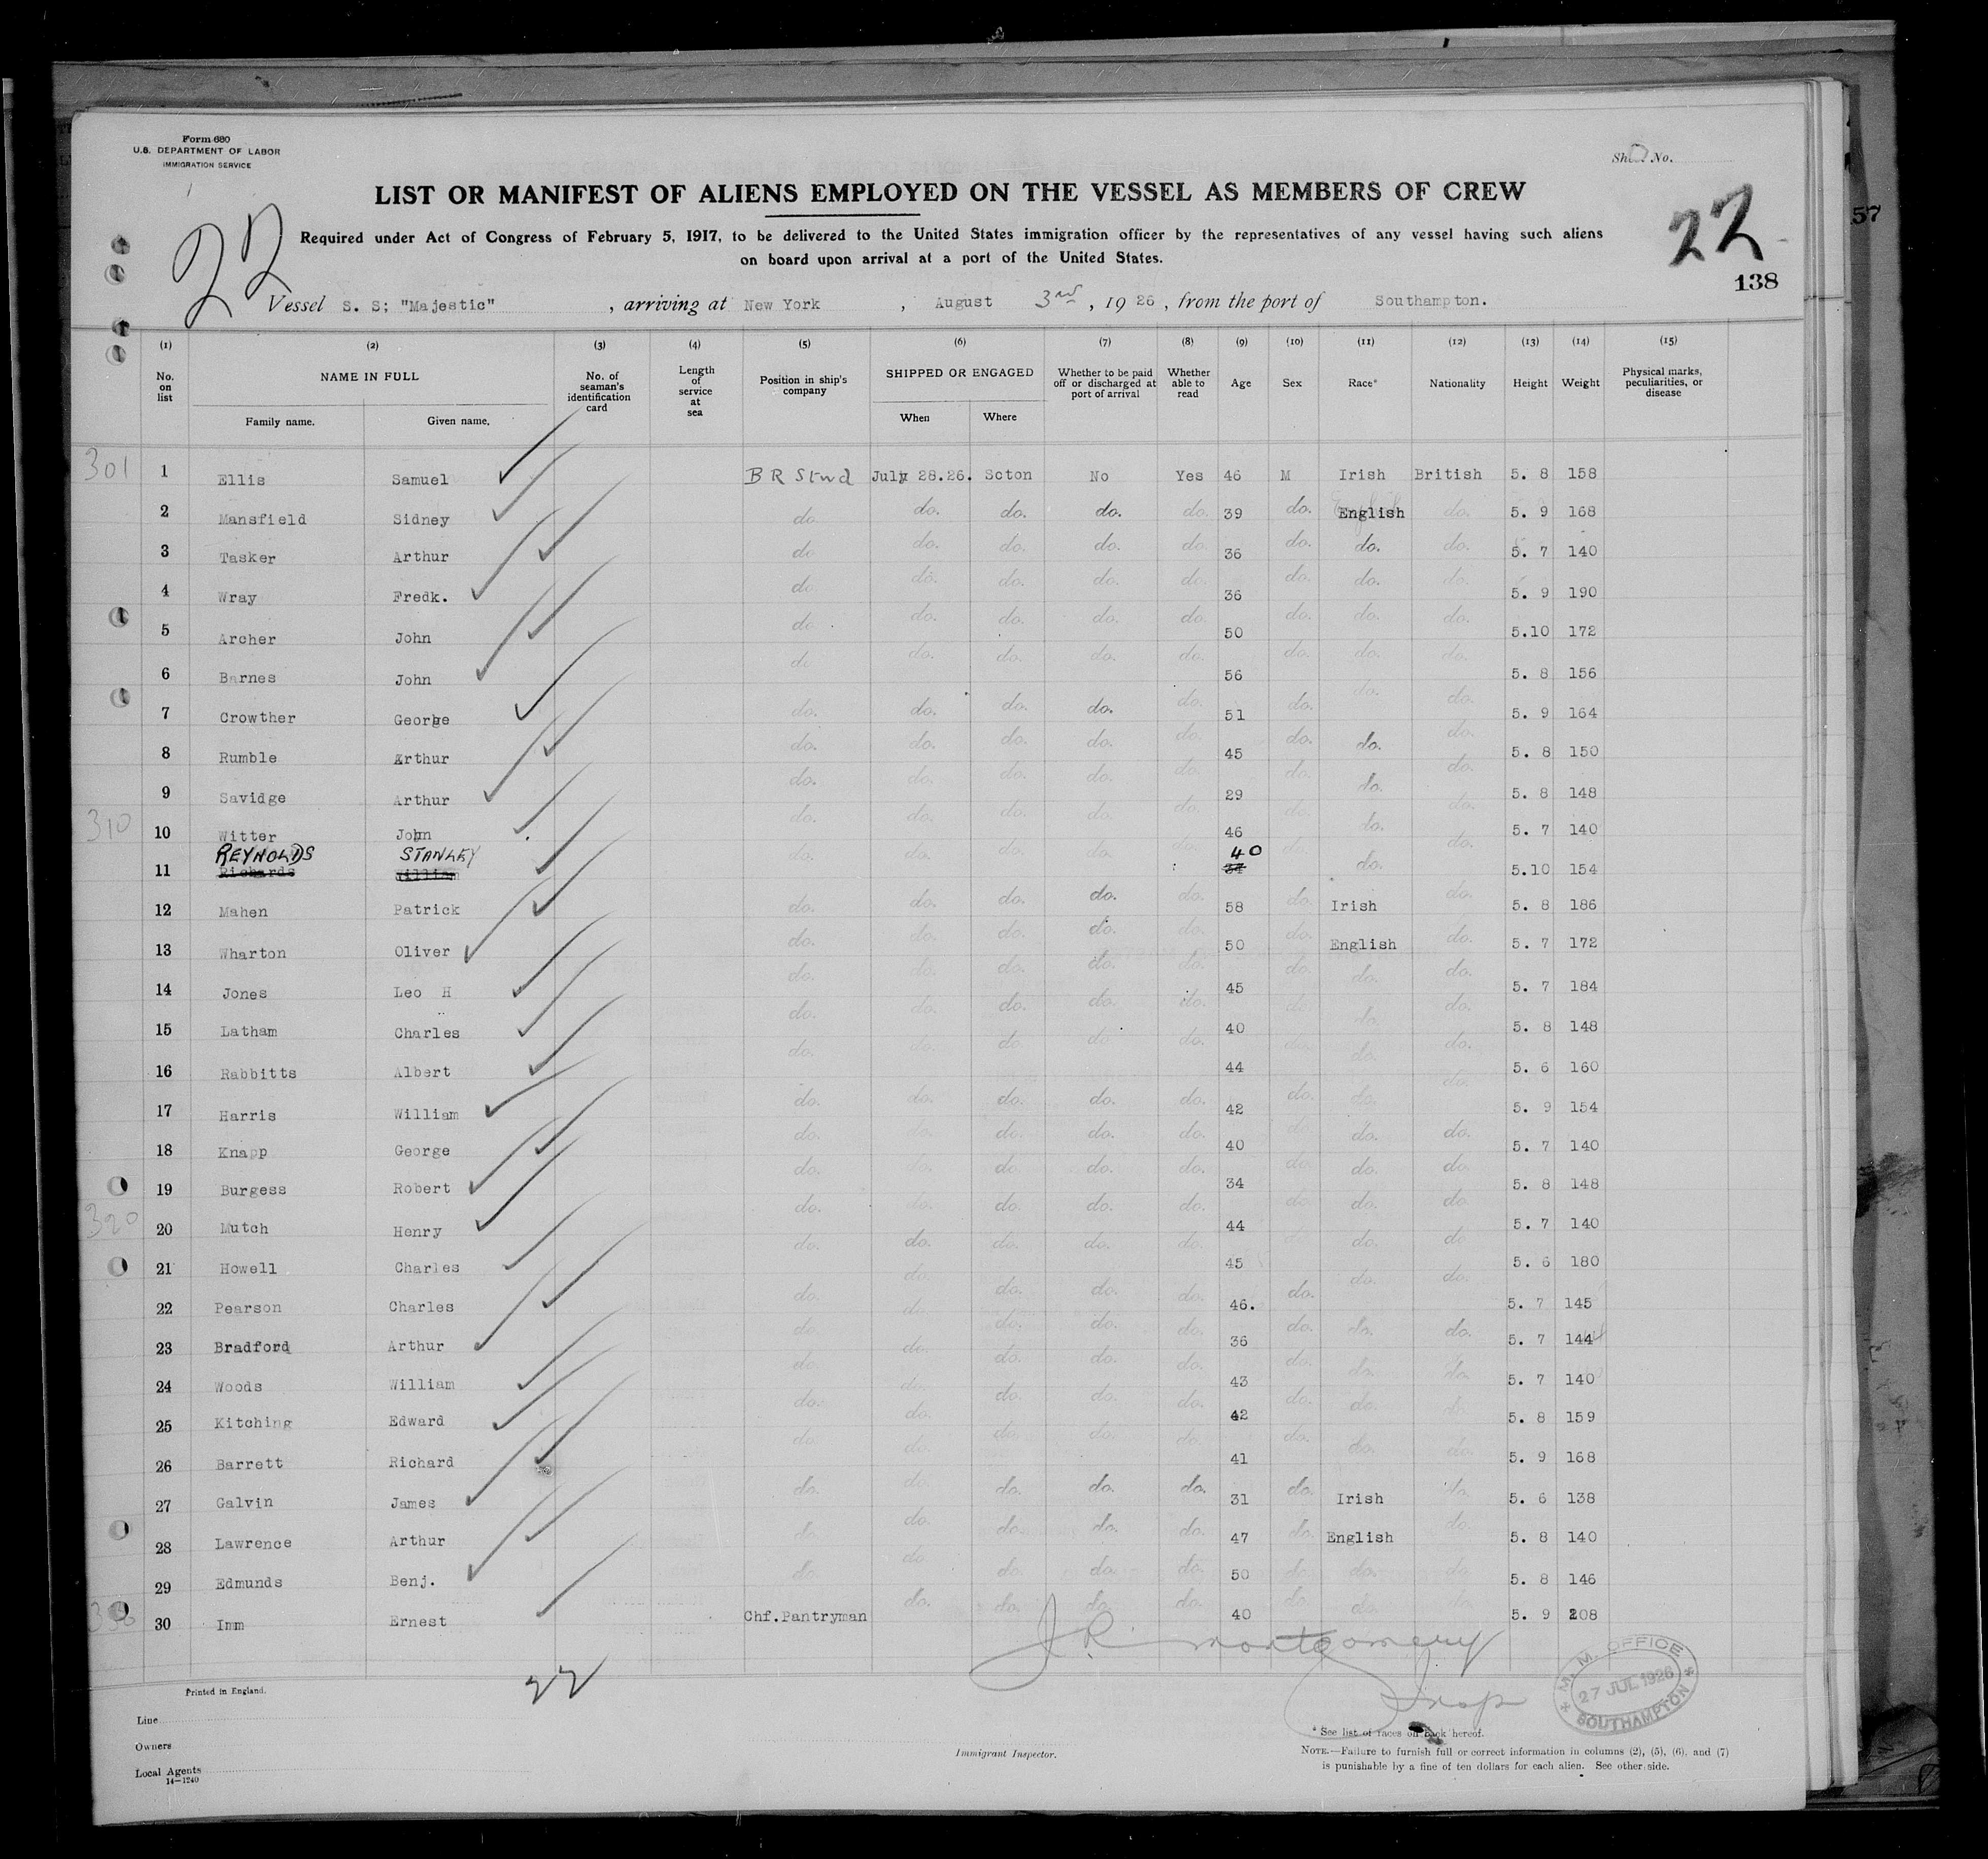 Form 680
U.S. DEPARTMENT OF LABOR
IMMIGRATION SERVICE
No.
LIST OR MANIFEST OF ALIENS EMPLOYED ON THE VESSEL AS MEMBERS OF CREW
22
22
57
Required under Act of Congress of February 5, 1917, to be delivered to the United States immigration officer by the representatives of any vessel having such aliens
on board upon arrival at a port of the United States.
138
Vessel S. S; "Majestic" , arriving at New York , August 3rd , 1926 , from the port of Southampton.
(1) (2) (3) (4) (5) (6) (7) (8) (9) (10) (11) (12) (13) (14) (15)
No. on list NAME IN FULL Family name. Given name. No. of seaman's identification card Length of service at sea Position in ship's company SHIPPED OR ENGAGED When Where Whether to be paid off or discharged at port of arrival Whether able to read Age Sex Race* Nationality Height Weight Physical marks, peculiarities, or disease
301 1 Ellis Samuel B R Stwd July 28.26. Scton No Yes 46 M Irish British 5. 8 158
2 Mansfield Sidney do do. do. do. do. 39 do. English do. 5. 9 168
3 Tasker Arthur do do. do. do. do. 36 do. do. do. 5. 7 140
4 Wray Fredk. do do. do. do. do. 36 do. do. do. 5. 9 190
5 Archer John do do. do. do. do. 50 do. do. do. 5.10 172
6 Barnes John do do. do. do. do. 56 do. do. do. 5. 8 156
7 Crowther George do. do. do. do. do. 51 do. do. do. 5. 9 164
8 Rumble Arthur do. do. do. do. do. 45 do. do. do. 5. 8 150
9 Savidge Arthur do. do. do. do. do. 29 do. do. do. 5. 8 148
310 10 Witter John do. do. do. do. do. 46 do. do. do. 5. 7 140
REYNOLDS STANLEY 40
11 Richards William do. do. do. do. do. 34 do. do. do. 5.10 154
12 Mahen Patrick do. do. do. do. do. 58 do. Irish do. 5. 8 186
13 Wharton Oliver do. do. do. do. do. 50 do. English do. 5. 7 172
14 Jones Leo H do. do. do. do. do. 45 do. do. do. 5. 7 184
15 Latham Charles do. do. do. do. do. 40 do. do. do. 5. 8 148
16 Rabbitts Albert do. do. do. do. do. 44 do. do. do. 5. 6 160
17 Harris William do. do. do. do. do. 42 do. do. do. 5. 9 154
18 Knapp George do. do. do. do. do. 40 do. do. do. 5. 7 140
19 Burgess Robert do. do. do. do. do. 34 do. do. do. 5. 8 148
320 20 Mutch Henry do. do. do. do. do. 44 do. do. do. 5. 7 140
21 Howell Charles do. do. do. do. do. 45 do. do 5. 6 180
22 Pearson Charles do. do. do. do. do. 46. do. do. do. 5. 7 145
23 Bradford Arthur do. do. do. do. do. 36 do. do. do. 5. 7 144
24 Woods William do. do. do. do. do. 43 do. do. do. 5. 7 140
25 Kitching Edward do. do. do. do. do. 42 do. do. do. 5. 8 159
26 Barrett Richard do. do. do. do. do. 41 do. do. do. 5. 9 168
27 Galvin James do. do. do. do. do. 31 do. Irish do. 5. 6 138
28 Lawrence Arthur do. do. do. do. do. 47 do. English do. 5. 8 140
29 Edmunds Benj. do. do. do. do. do. 50 do. do. do 5. 8 146
330 30 Imm Ernest Chf.Pantryman do. do. do. do. 40 do. do. do. 5. 9 208
J R Montgomery
Insp
22
M. M. OFFICE
27 JUL 1926
SOUTHAMPTON
Printed in England.
Line
Owners
Local Agents
14—1240
Immigrant Inspector.
* See list of races on back hereof.
NOTE.—Failure to furnish full or correct information in columns (2), (5), (6), and (7)
is punishable by a fine of ten dollars for each alien. See other side.